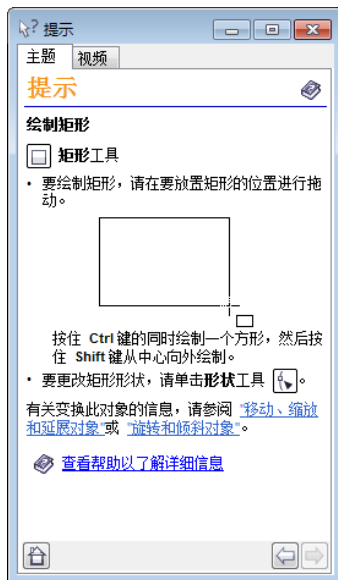 提示
主题 视频
提示
绘制矩形
矩形工具
• 要绘制矩形，请在要放置矩形的位置进行拖
动。
按住 Ctrl 键的同时绘制一个方形，然后按
住 Shift 键从中心向外绘制。
• 要更改矩形形状，请单击形状工具 。
有关变换此对象的信息，请参阅 "移动、缩放
和延展对象"或 "旋转和倾斜对象"。
查看帮助以了解详细信息